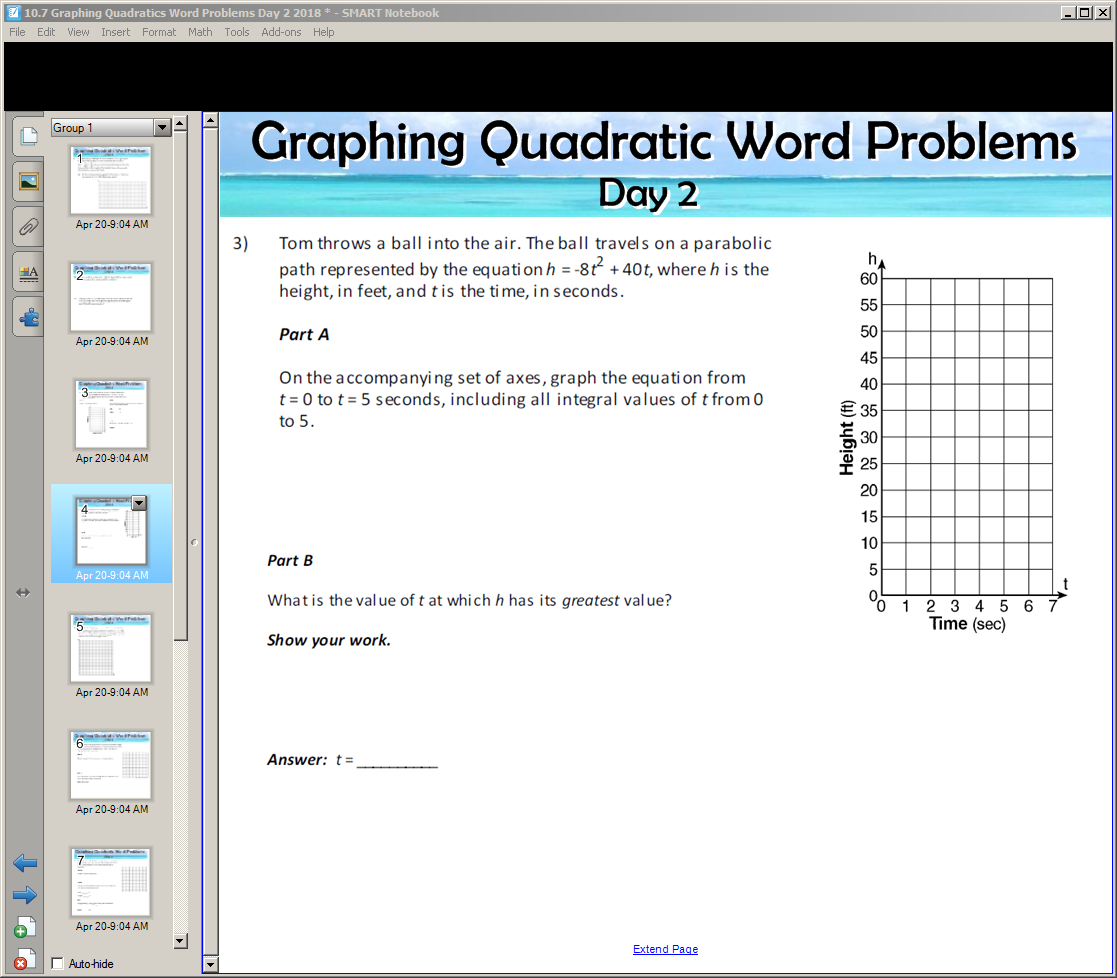 10.7 Graphing Quadratics Word Problems Day 2 2018 * - SMART Notebook
File Edit View Insert Format Math Tools Add-ons Help
Group 1
1
Apr 20-9:04 AM
2
Apr 20-9:04 AM
3
Apr 20-9:04 AM
4
Apr 20-9:04 AM
5
Apr 20-9:04 AM
6
Apr 20-9:04 AM
7
Apr 20-9:04 AM
Auto-hide
Graphing Quadratic Word Problems
Day 2
3) Tom throws a ball into the air. The ball travels on a parabolic
path represented by the equation h = -8t² + 40t, where h is the
height, in feet, and t is the time, in seconds.
Part A
On the accompanying set of axes, graph the equation from
t = 0 to t = 5 seconds, including all integral values of t from 0
to 5.
Part B
What is the value of t at which h has its greatest value?
Show your work.
Answer: t = __________
h
60
55
50
45
40
35
30
25
20
15
10
5
0
Height (ft)
t
0 1 2 3 4 5 6 7
Time (sec)
Extend Page